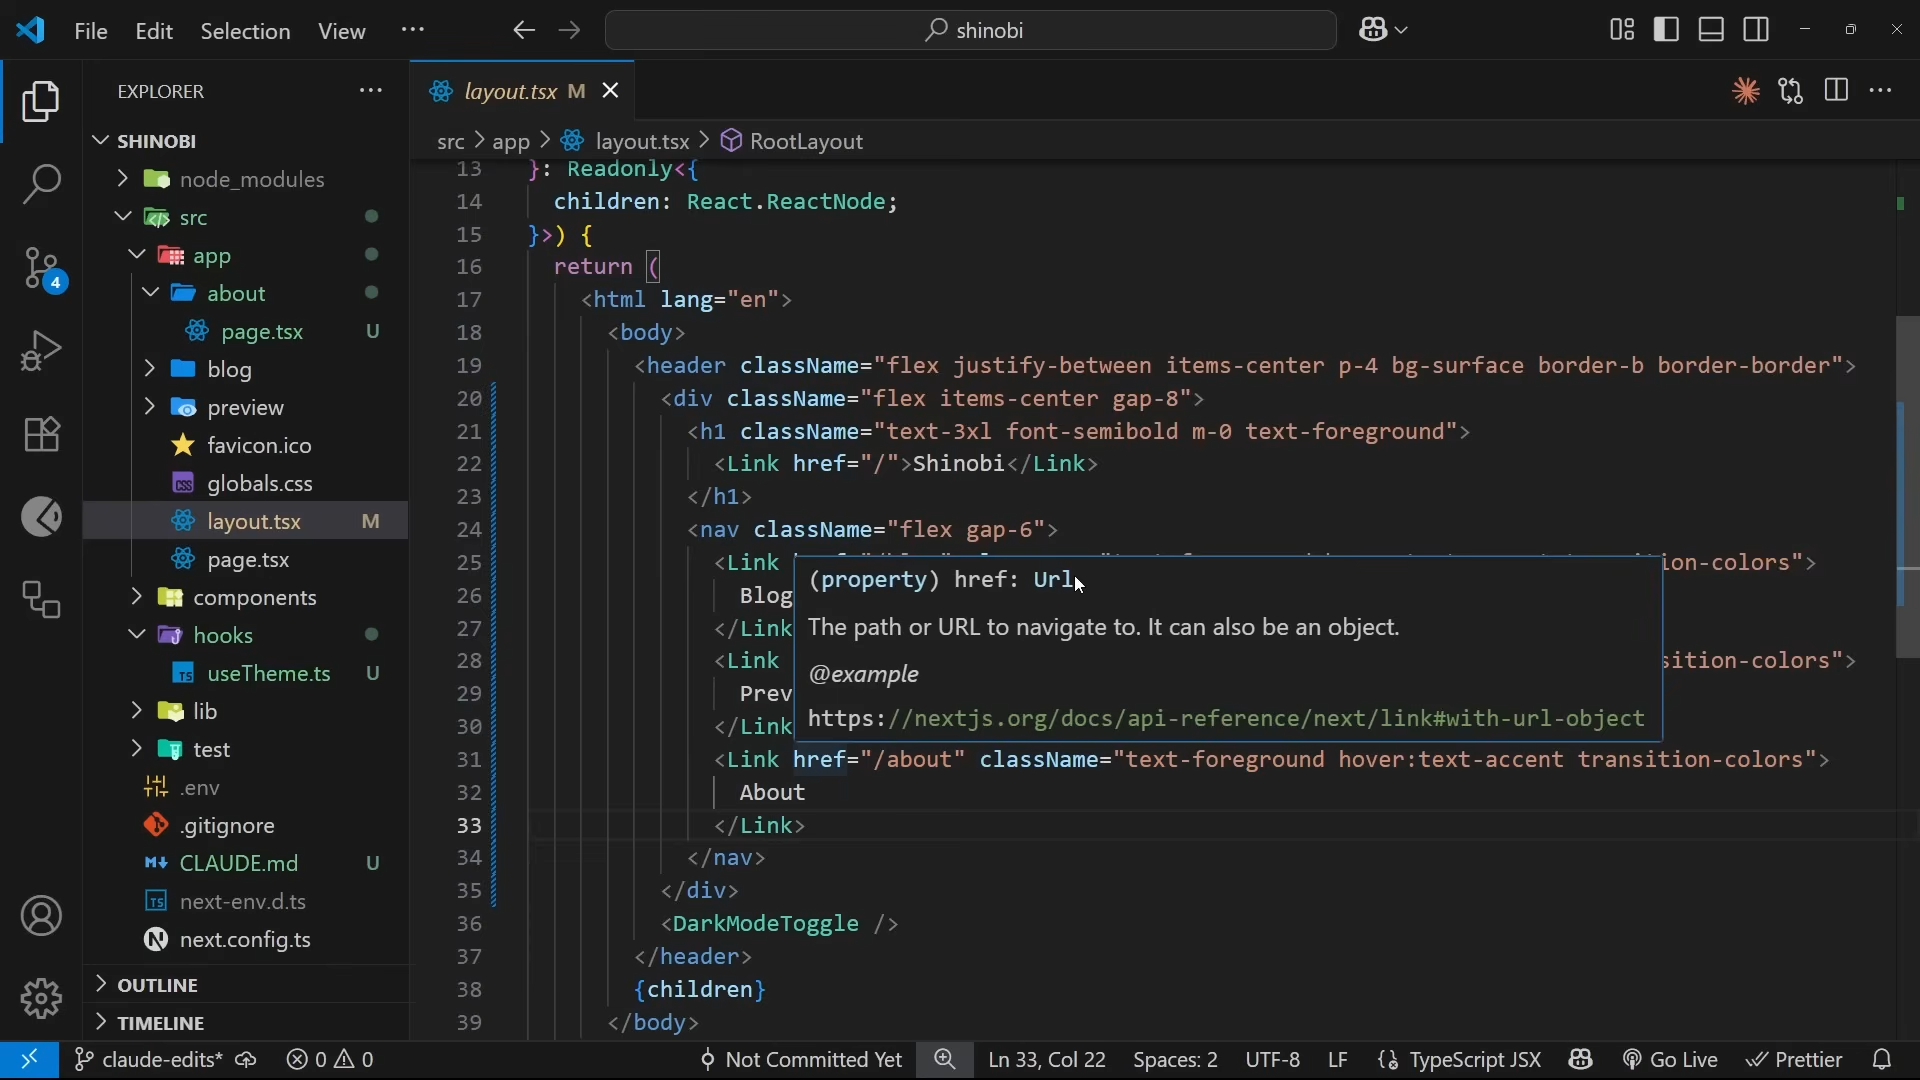 File Edit Selection View ··· shinobi
EXPLORER ···
SHINOBI
node_modules
src
app
about
page.tsx U
blog
preview
favicon.ico
globals.css
layout.tsx M
page.tsx
components
hooks
useTheme.ts U
lib
test
.env
.gitignore
CLAUDE.md U
next-env.d.ts
next.config.ts
OUTLINE
TIMELINE
4
layout.tsx M
src > app > layout.tsx > RootLayout
13 }: Readonly<{
14 children: React.ReactNode;
15 }>) {
16 return (
17 <html lang="en">
18 <body>
19 <header className="flex justify-between items-center p-4 bg-surface border-b border-border">
20 <div className="flex items-center gap-8">
21 <h1 className="text-3xl font-semibold m-0 text-foreground">
22 <Link href="/">Shinobi</Link>
23 </h1>
24 <nav className="flex gap-6">
25 <Link ion-colors">
26 Blog
27 </Link
28 <Link sition-colors">
29 Prev
30 </Link
(property) href: Url
The path or URL to navigate to. It can also be an object.
@example
https://nextjs.org/docs/api-reference/next/link#with-url-object
31 <Link href="/about" className="text-foreground hover:text-accent transition-colors">
32 About
33 </Link>
34 </nav>
35 </div>
36 <DarkModeToggle />
37 </header>
38 {children}
39 </body>
claude-edits* 0 0 Not Committed Yet Ln 33, Col 22 Spaces: 2 UTF-8 LF TypeScript JSX Go Live Prettier